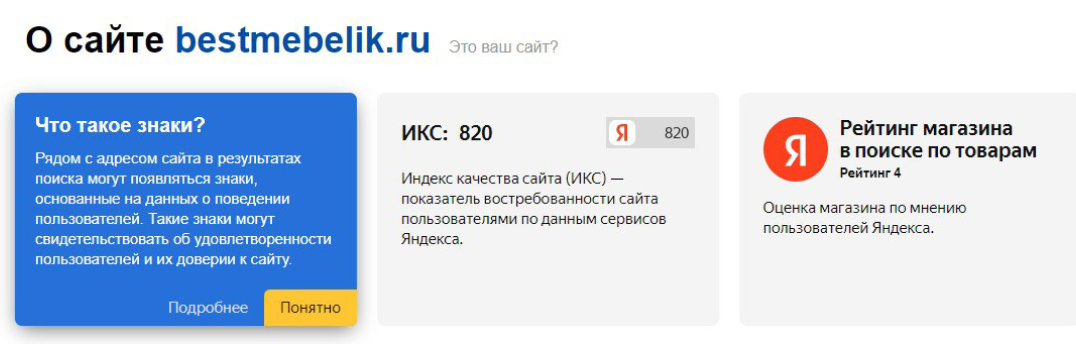 О сайте bestmebelik.ru Это ваш сайт?
Что такое знаки?
Рядом с адресом сайта в результатах
поиска могут появляться знаки,
основанные на данных о поведении
пользователей. Такие знаки могут
свидетельствовать об удовлетворенности
пользователей и их доверии к сайту.
Подробнее Понятно
ИКС: 820
Я 820
Индекс качества сайта (ИКС) —
показатель востребованности сайта
пользователями по данным сервисов
Яндекса.
Я
Рейтинг магазина
в поиске по товарам
Рейтинг 4
Оценка магазина по мнению
пользователей Яндекса.